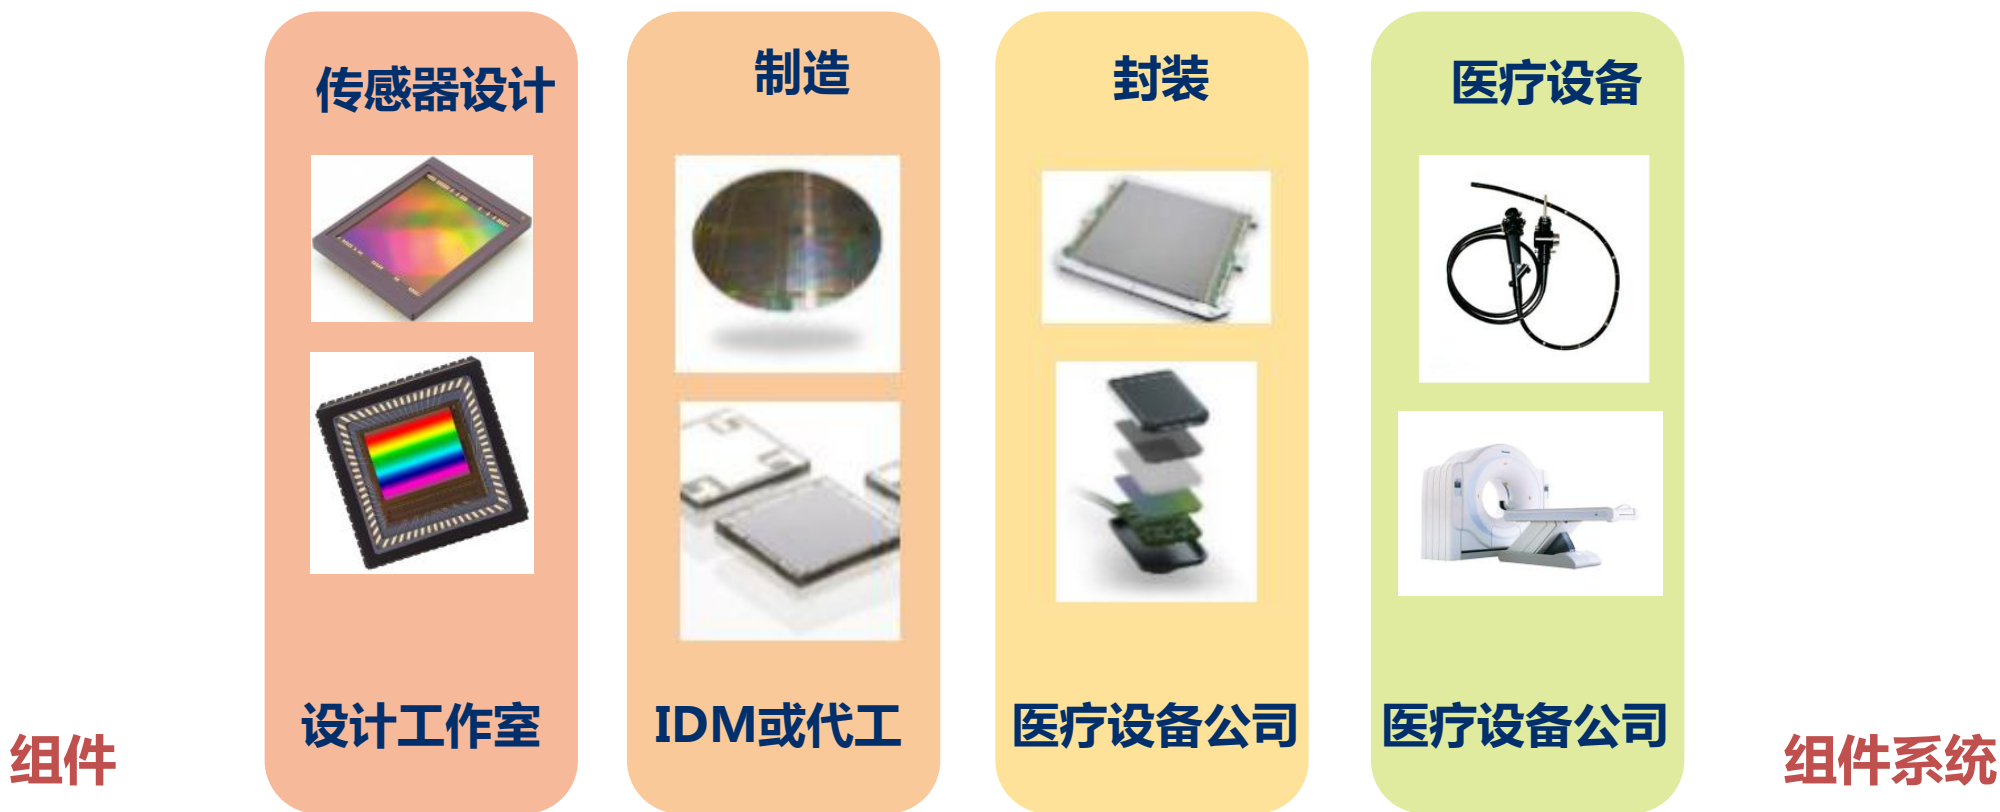 传感器设计
制造
封装
医疗设备
设计工作室
IDM或代工
医疗设备公司
医疗设备公司
组件
组件系统